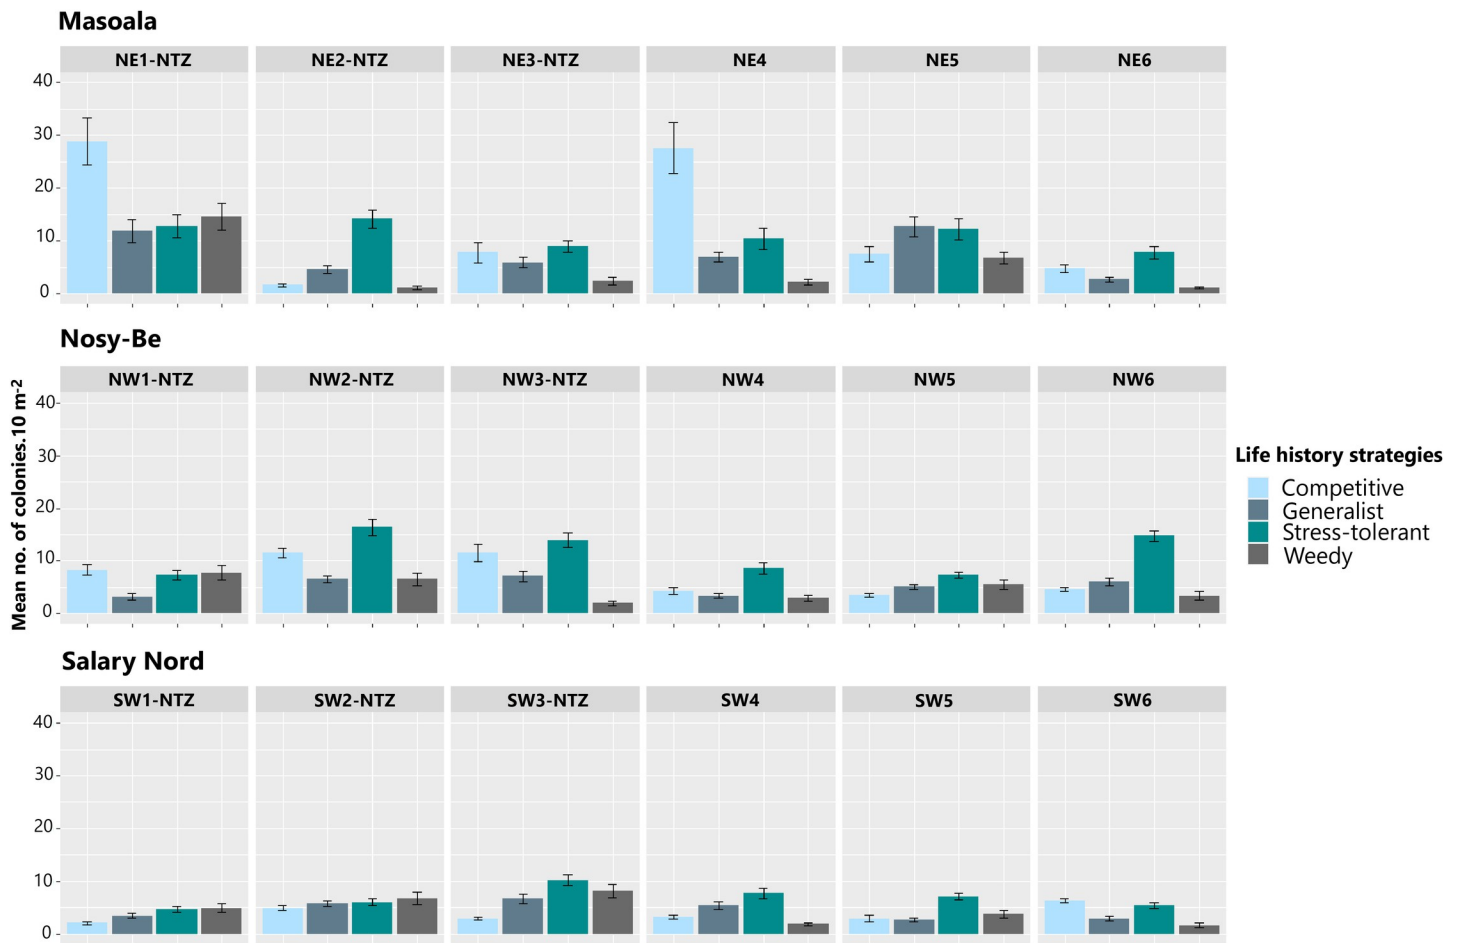 Masoala
NE1-NTZ NE2-NTZ NE3-NTZ NE4 NE5 NE6
40
30
20
10
0
Nosy-Be
NW1-NTZ NW2-NTZ NW3-NTZ NW4 NW5 NW6
40
30
20
10
0
Mean no. of colonies.10 m-2
Salary Nord
SW1-NTZ SW2-NTZ SW3-NTZ SW4 SW5 SW6
40
30
20
10
0
Life history strategies
Competitive
Generalist
Stress-tolerant
Weedy